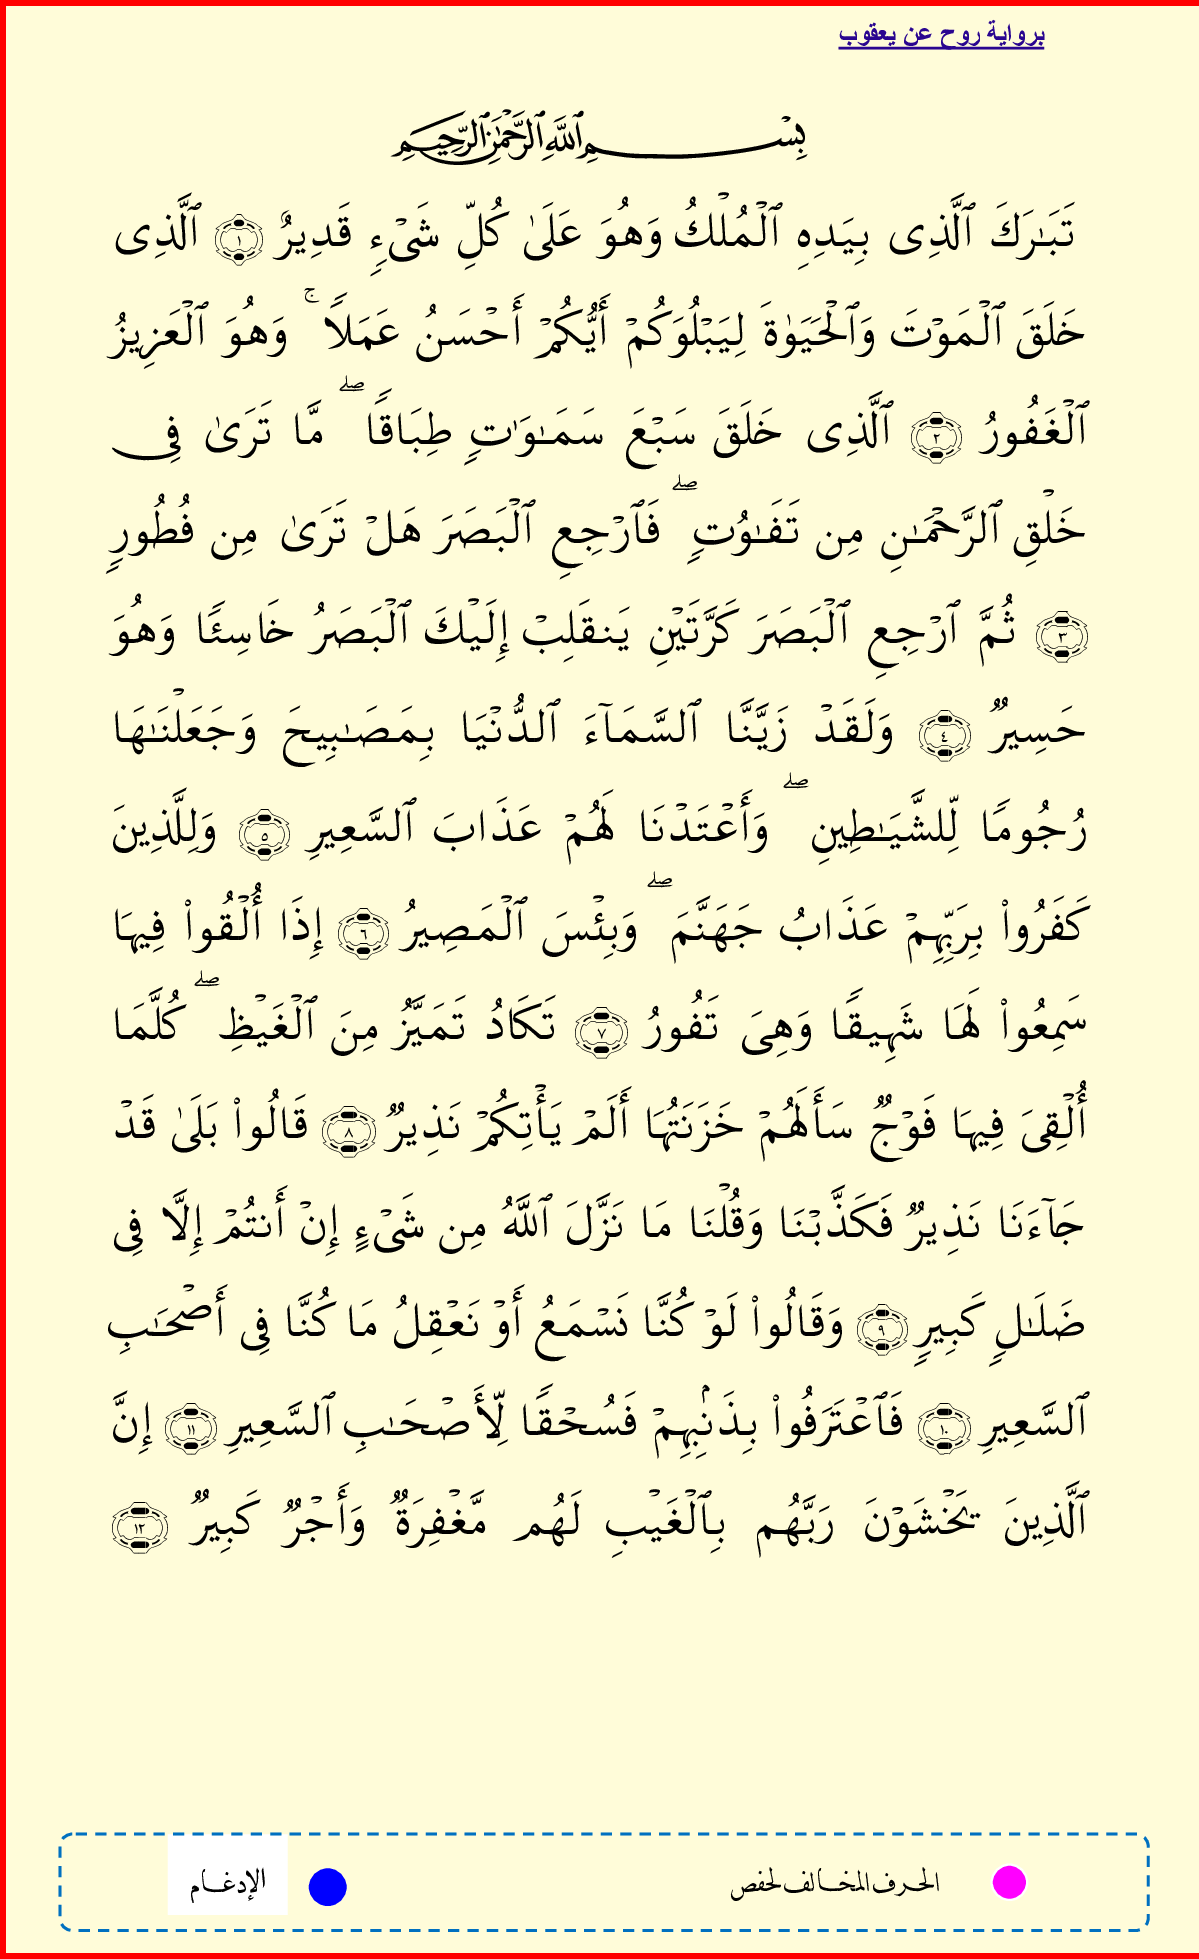 برواية روح عن يعقوب
بِسْمِ ٱللَّهِ ٱلرَّحْمَٰنِ ٱلرَّحِيمِ
تَبَـٰرَكَ ٱلَّذِى بِيَدِهِ ٱلْمُلْكُ وَهُوَ عَلَىٰ كُلِّ شَىْءٍ قَدِيرٌ ١ ٱلَّذِى
خَلَقَ ٱلْمَوْتَ وَٱلْحَيَوٰةَ لِيَبْلُوَكُمْ أَيُّكُمْ أَحْسَنُ عَمَلًا ۚ وَهُوَ ٱلْعَزِيزُ
ٱلْغَفُورُ ٢ ٱلَّذِى خَلَقَ سَبْعَ سَمَـٰوَٰتٍ طِبَاقًا ۖ مَّا تَرَىٰ فِى
خَلْقِ ٱلرَّحْمَـٰنِ مِن تَفَـٰوُتٍ ۖ فَٱرْجِعِ ٱلْبَصَرَ هَلْ تَرَىٰ مِن فُطُورٍ
٣ ثُمَّ ٱرْجِعِ ٱلْبَصَرَ كَرَّتَيْنِ يَنقَلِبْ إِلَيْكَ ٱلْبَصَرُ خَاسِئًا وَهُوَ
حَسِيرٌ ٤ وَلَقَدْ زَيَّنَّا ٱلسَّمَآءَ ٱلدُّنْيَا بِمَصَـٰبِيحَ وَجَعَلْنَـٰهَا
رُجُومًا لِّلشَّيَـٰطِينِ ۖ وَأَعْتَدْنَا لَهُمْ عَذَابَ ٱلسَّعِيرِ ٥ وَلِلَّذِينَ
كَفَرُوا۟ بِرَبِّهِمْ عَذَابُ جَهَنَّمَ ۖ وَبِئْسَ ٱلْمَصِيرُ ٦ إِذَا أُلْقُوا۟ فِيهَا
سَمِعُوا۟ لَهَا شَهِيقًا وَهِىَ تَفُورُ ٧ تَكَادُ تَمَيَّزُ مِنَ ٱلْغَيْظِ ۖ كُلَّمَا
أُلْقِىَ فِيهَا فَوْجٌ سَأَلَهُمْ خَزَنَتُهَا أَلَمْ يَأْتِكُمْ نَذِيرٌ ٨ قَالُوا۟ بَلَىٰ قَدْ
جَآءَنَا نَذِيرٌ فَكَذَّبْنَا وَقُلْنَا مَا نَزَّلَ ٱللَّهُ مِن شَىْءٍ إِنْ أَنتُمْ إِلَّا فِى
ضَلَـٰلٍ كَبِيرٍ ٩ وَقَالُوا۟ لَوْ كُنَّا نَسْمَعُ أَوْ نَعْقِلُ مَا كُنَّا فِى أَصْحَـٰبِ
ٱلسَّعِيرِ ١٠ فَٱعْتَرَفُوا۟ بِذَنۢبِهِمْ فَسُحْقًا لِّأَصْحَـٰبِ ٱلسَّعِيرِ ١١ إِنَّ
ٱلَّذِينَ يَخْشَوْنَ رَبَّهُم بِٱلْغَيْبِ لَهُم مَّغْفِرَةٌ وَأَجْرٌ كَبِيرٌ ١٢
الحرف المخالف لحفص
الإدغام